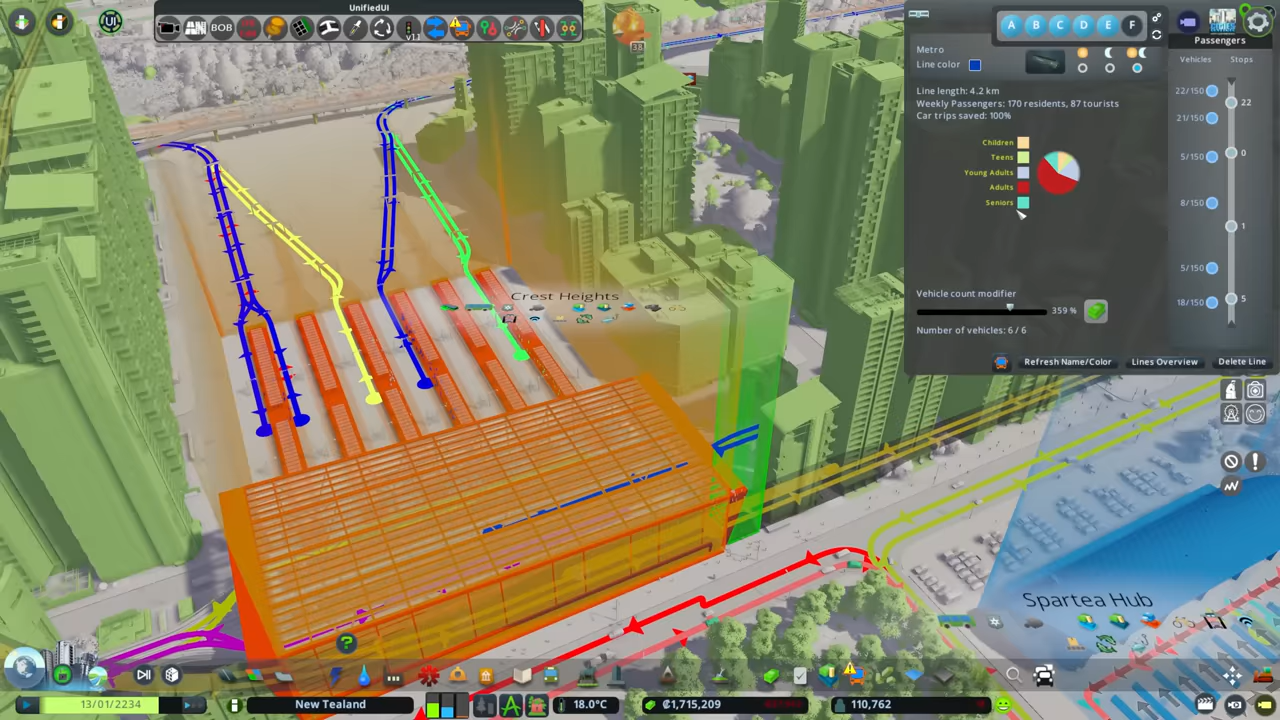 UnifiedUI
UI
BOB
v1.1
38
A B C D E F
Metro
Line color
Line length: 4.2 km
Weekly Passengers: 170 residents, 87 tourists
Car trips saved: 100%
Children
Teens
Young Adults
Adults
Seniors
Vehicle count modifier
359 %
Number of vehicles: 6 / 6
Refresh Name/Color
Lines Overview
Delete Line
Passengers
Vehicles Stops
22/150
22
21/150
5/150
0
8/150
1
5/150
18/150
5
Crest Heights
Spartea Hub
?
13/01/2234
New Zealand
18.0°C
₡1,715,209
110,762